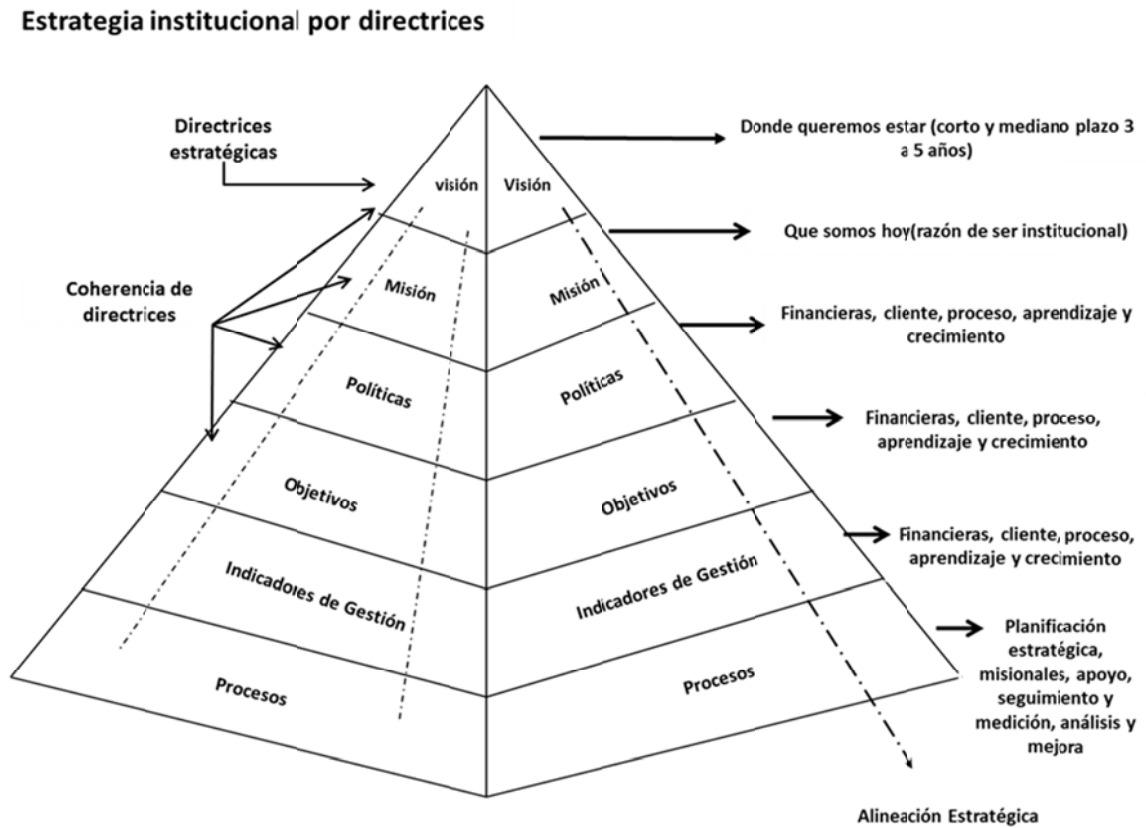 Estrategia institucional por directrices
Directrices
estratégicas
Donde queremos estar (corto y mediano plazo 3
a 5 años)
visión
Visión
Que somos hoy(razón de ser institucional)
Coherencia de
directrices
Misión
Misión
Financieras, cliente, proceso, aprendizaje y
crecimiento
Políticas
Políticas
Financieras, cliente, proceso,
aprendizaje y crecimiento
Objetivos
Objetivos
Financieras, cliente, proceso,
aprendizaje y crecimiento
Indicadores de Gestión
Indicadores de Gestión
Planificación
estratégica,
misionales, apoyo,
seguimiento y
medición, análisis y
mejora
Procesos
Procesos
Alineación Estratégica